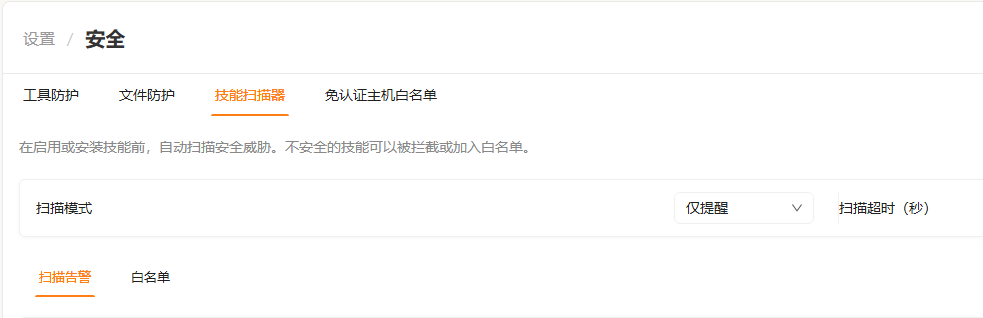 设置 / 安全
工具防护 文件防护 技能扫描器 免认证主机白名单
在启用或安装技能前，自动扫描安全威胁。不安全的技能可以被拦截或加入白名单。
扫描模式 仅提醒 扫描超时（秒）
扫描告警 白名单